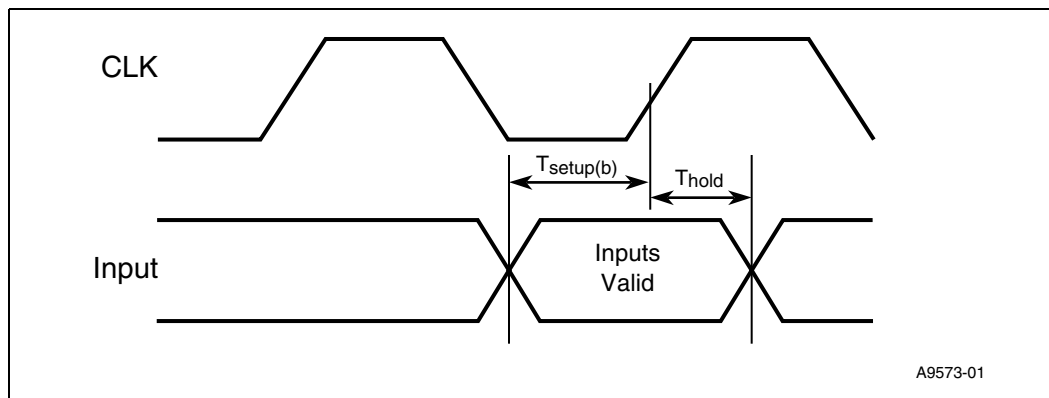 CLK
Tsetup(b)
Thold
Input
Inputs
Valid
A9573-01